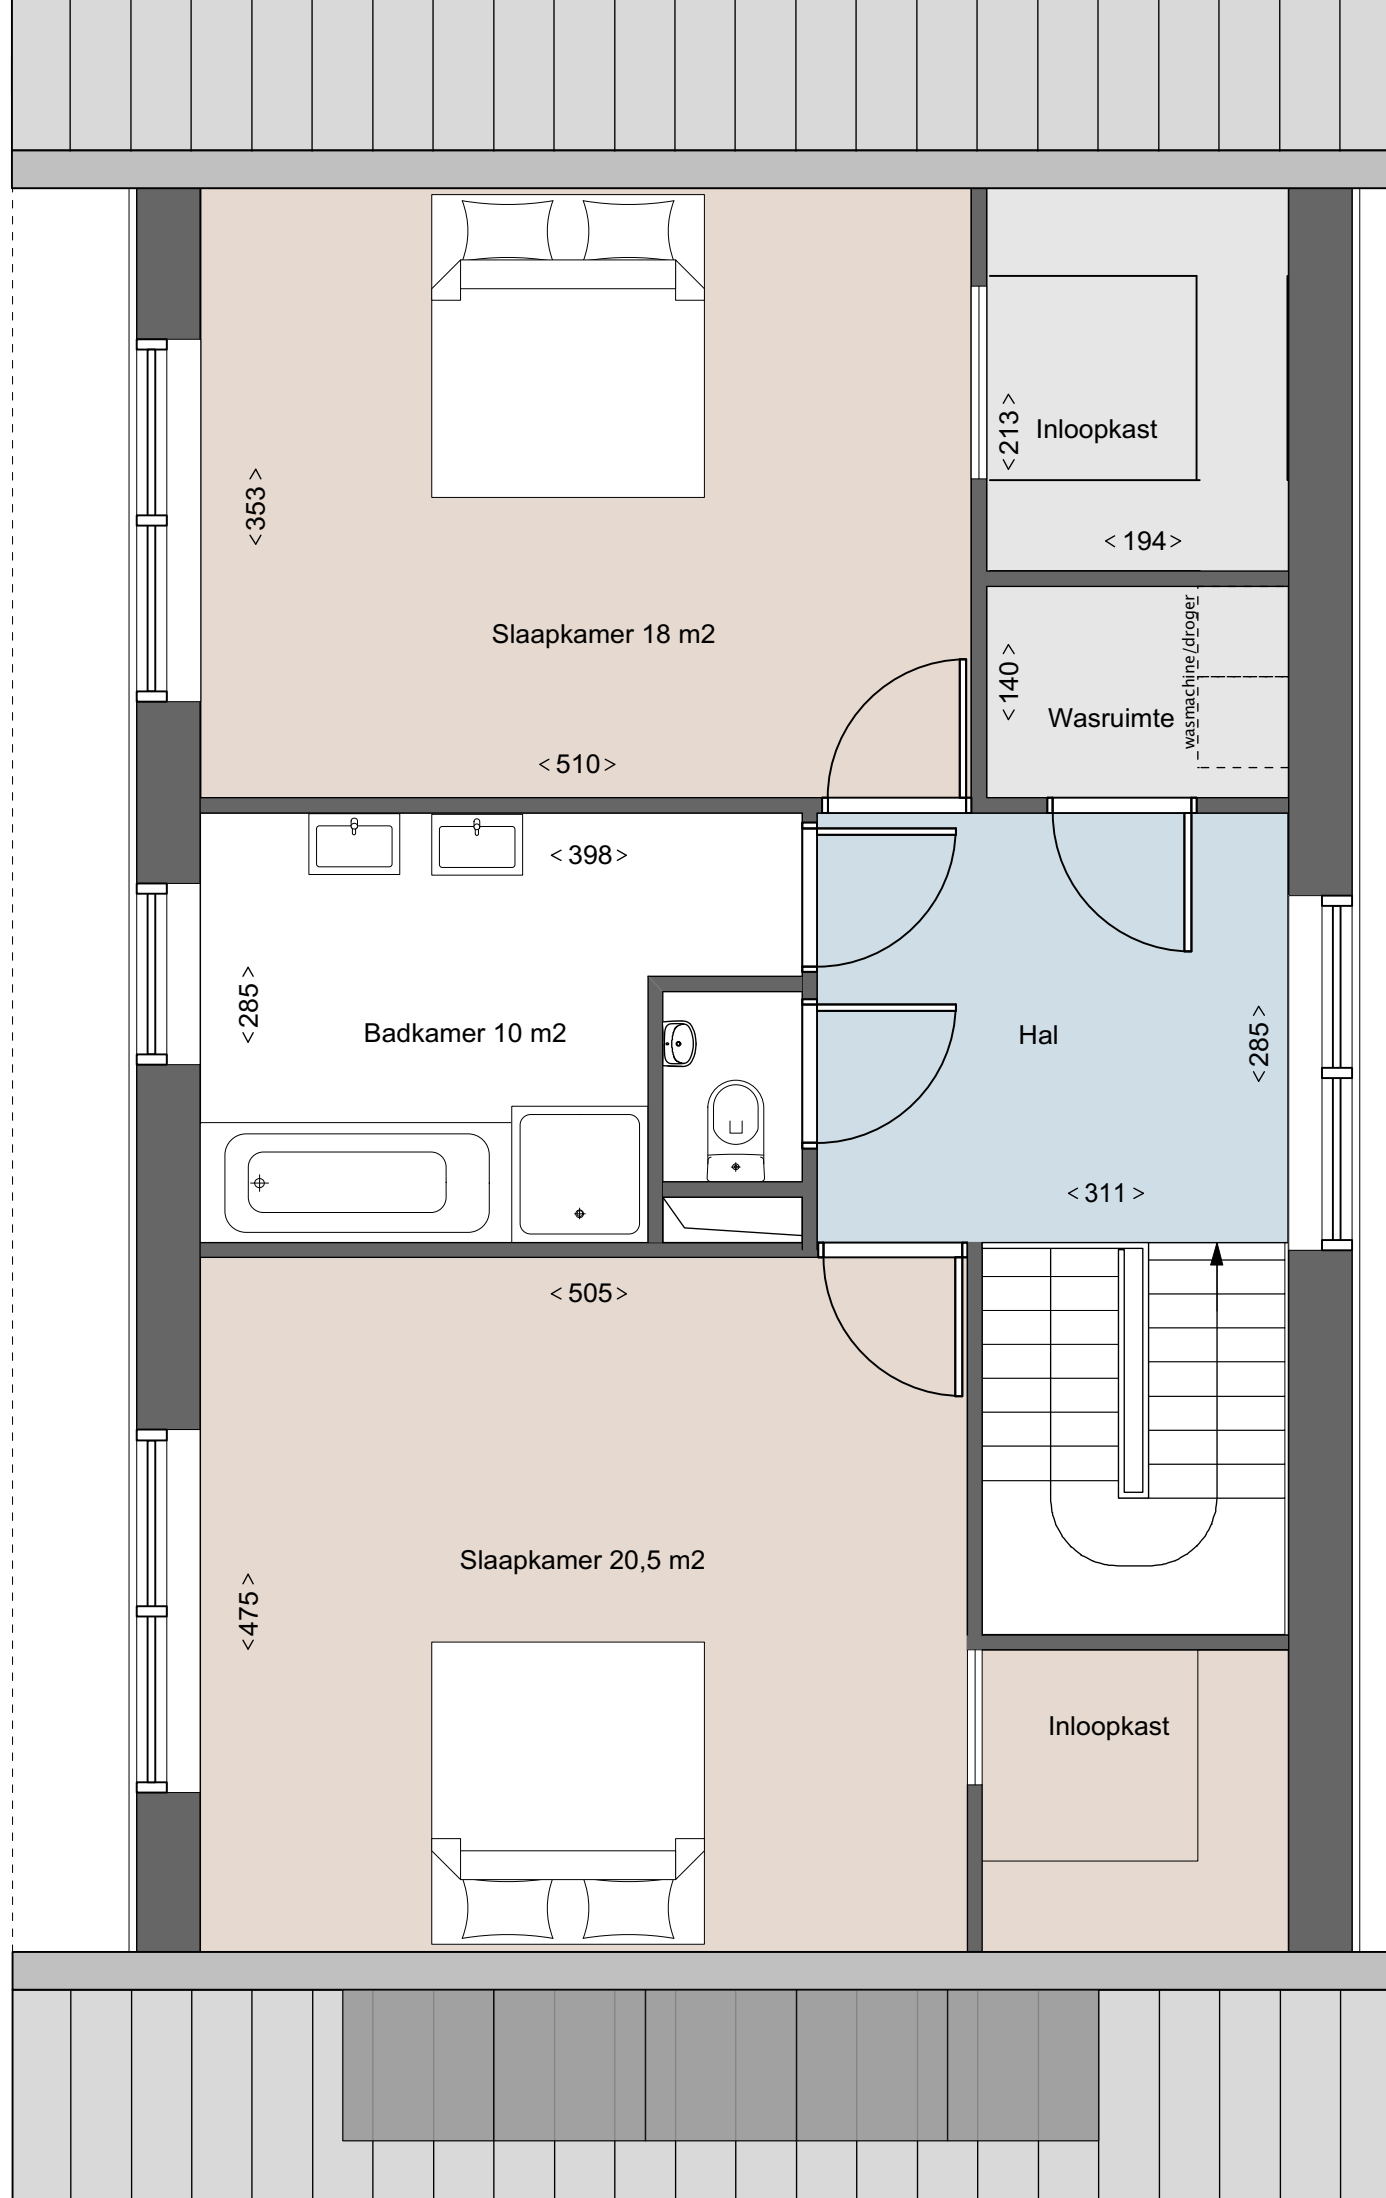 <213>
Inloopkast
<353>
<194>
wasmachine/droger
Slaapkamer 18 m2
<140>
Wasruimte
<510>
<398>
<285>
Badkamer 10 m2
Hal
<285>
<311>
<505>
Slaapkamer 20,5 m2
<475>
Inloopkast